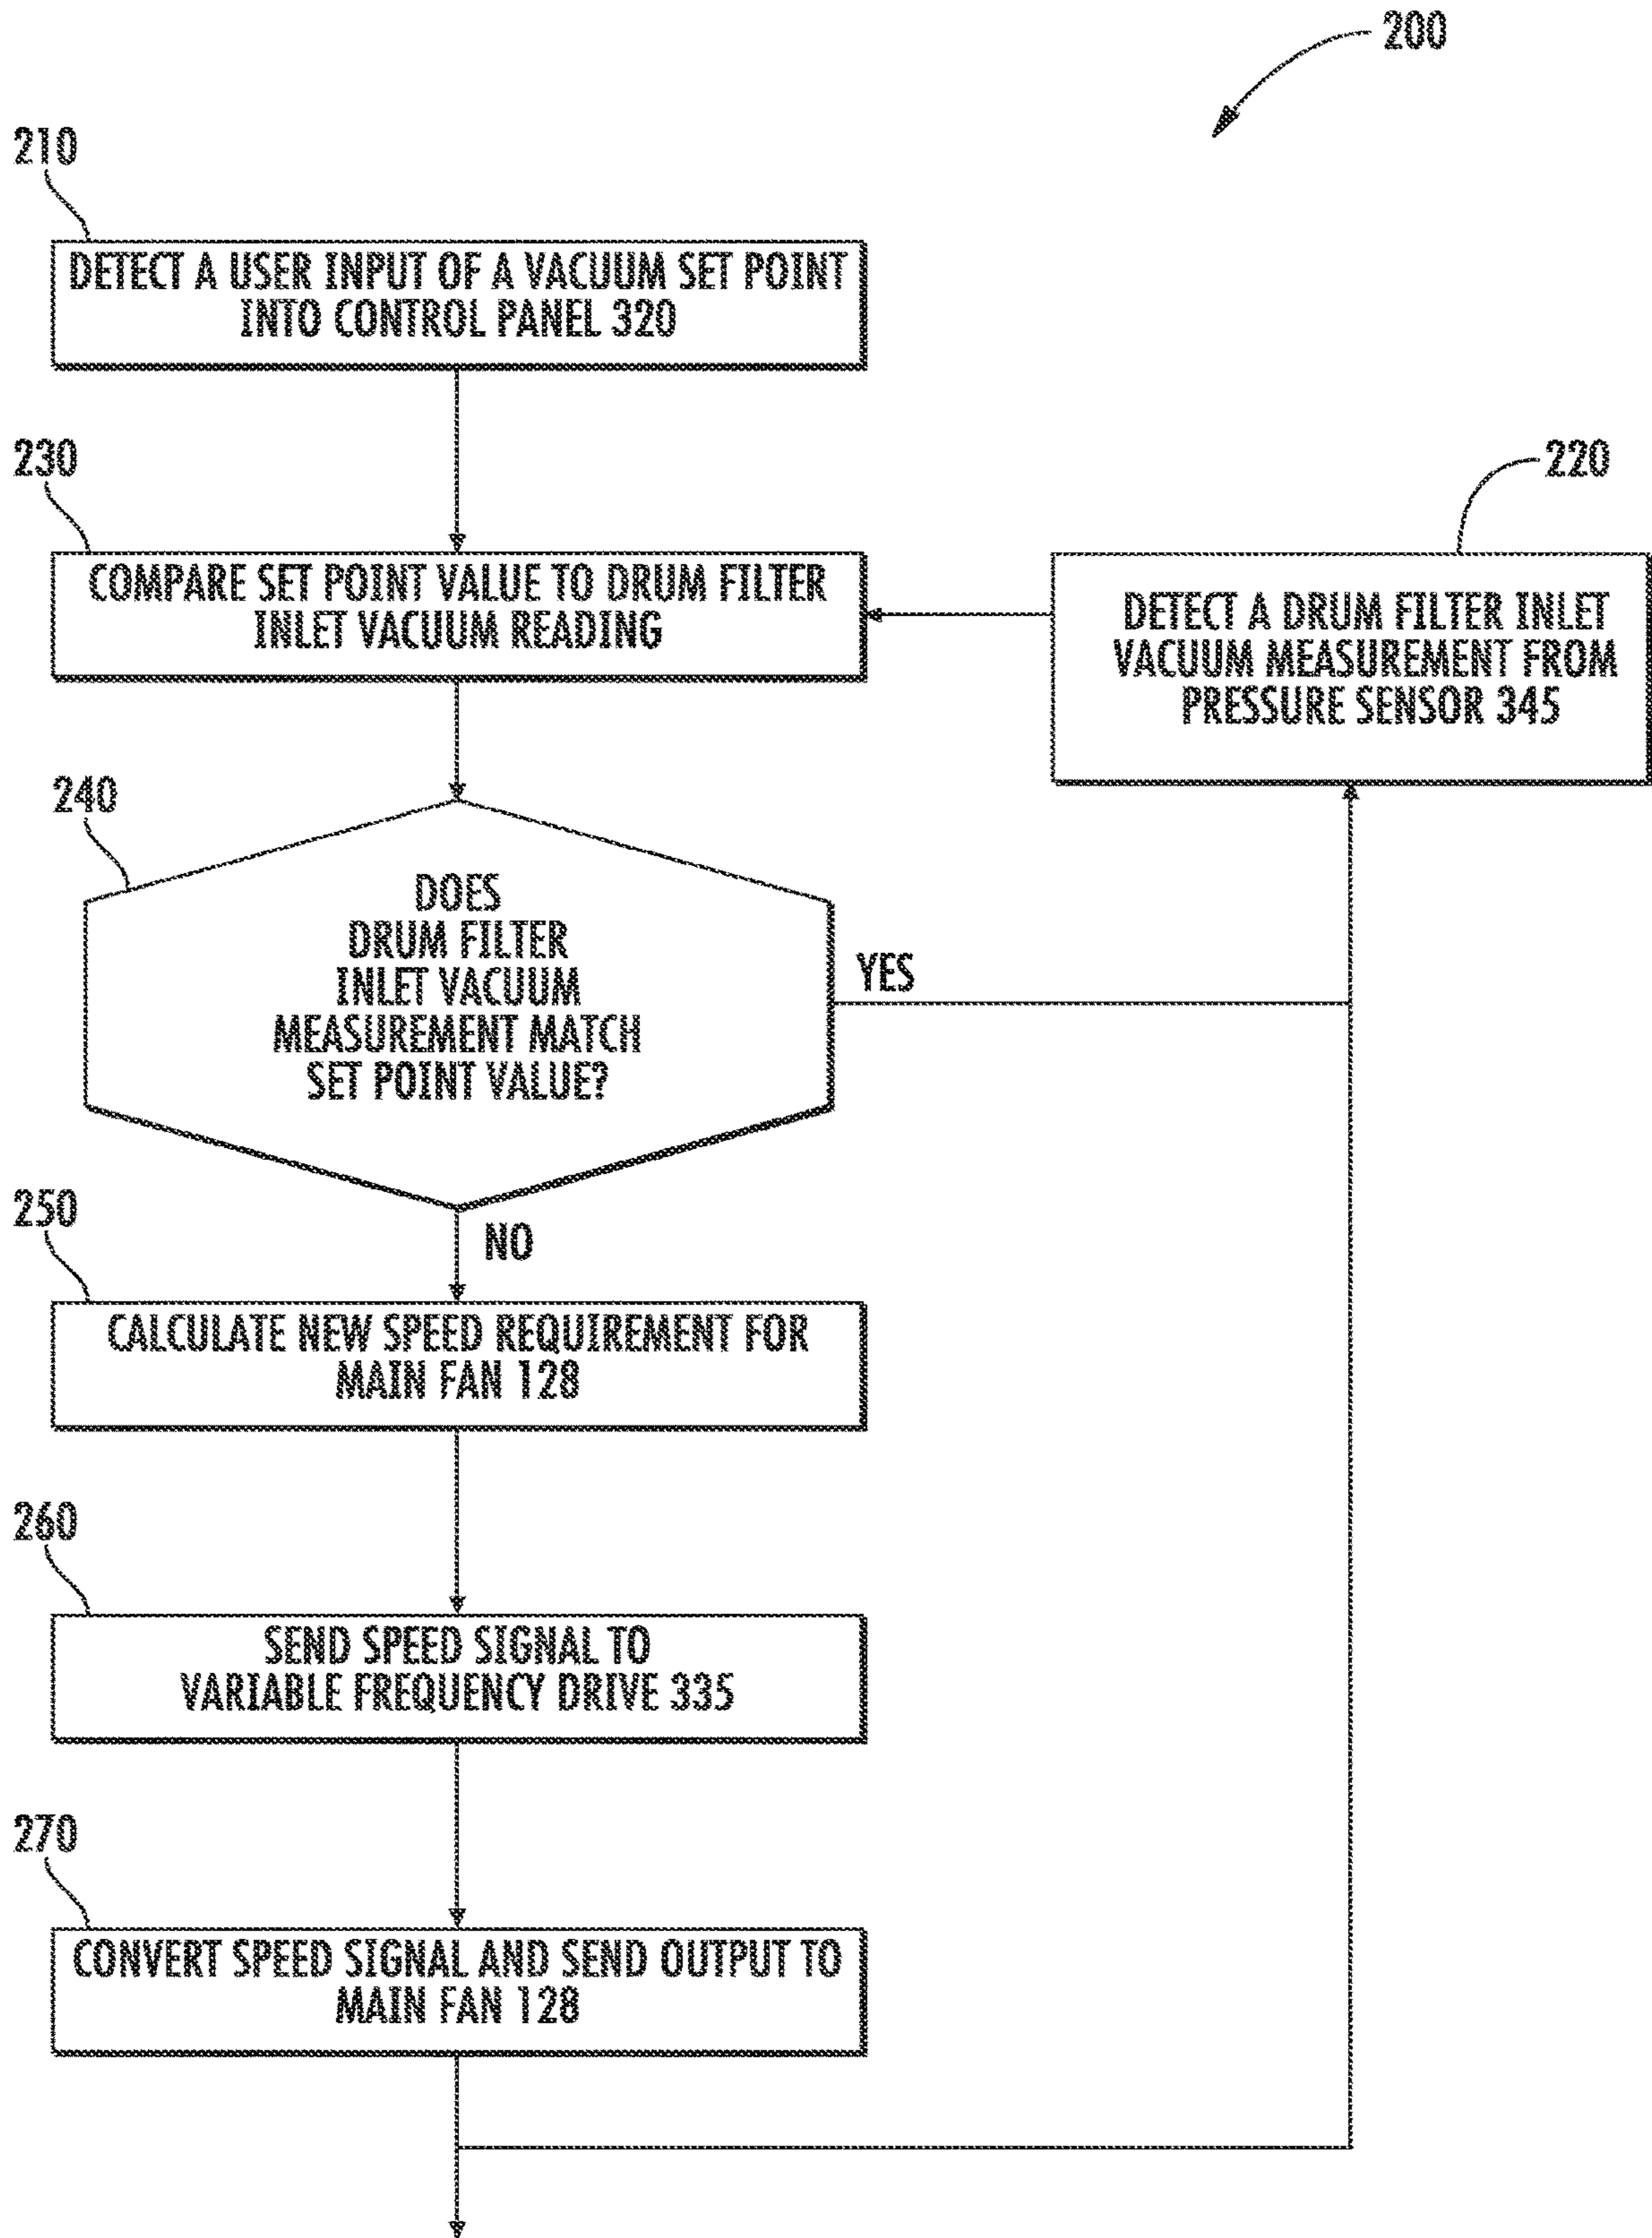 200
210
DETECT A USER INPUT OF A VACUUM SET POINT
INTO CONTROL PANEL 320
230
COMPARE SET POINT VALUE TO DRUM FILTER
INLET VACUUM READING
220
DETECT A DRUM FILTER INLET
VACUUM MEASUREMENT FROM
PRESSURE SENSOR 345
240
DOES
DRUM FILTER
INLET VACUUM
MEASUREMENT MATCH
SET POINT VALUE?
YES
NO
250
CALCULATE NEW SPEED REQUIREMENT FOR
MAIN FAN 128
260
SEND SPEED SIGNAL TO
VARIABLE FREQUENCY DRIVE 335
270
CONVERT SPEED SIGNAL AND SEND OUTPUT TO
MAIN FAN 128